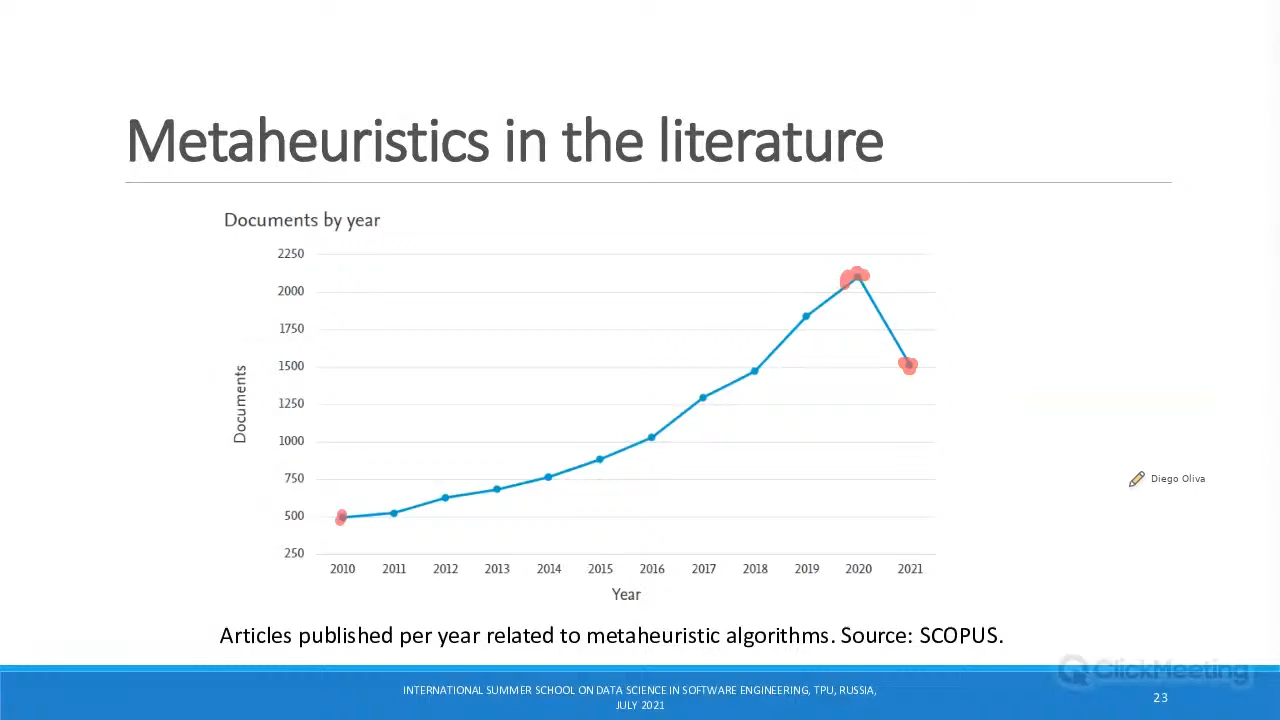 Metaheuristics in the literature
Documents by year
2250
2000
1750
1500
1250
1000
750
500
250
Documents
2010 2011 2012 2013 2014 2015 2016 2017 2018 2019 2020 2021
Year
Diego Oliva
Articles published per year related to metaheuristic algorithms. Source: SCOPUS.
ClickMeeting
INTERNATIONAL SUMMER SCHOOL ON DATA SCIENCE IN SOFTWARE ENGINEERING, TPU, RUSSIA,
JULY 2021
23